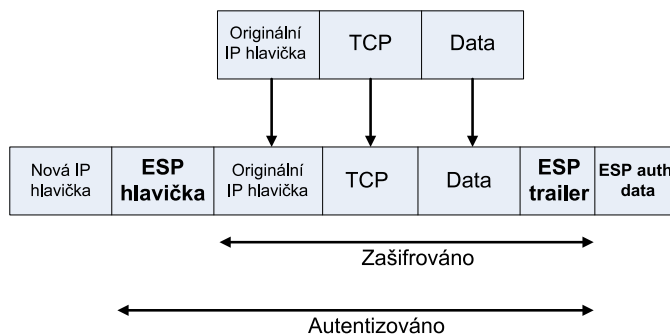 Originální
IP hlavička
TCP
Data
Nová IP
hlavička
ESP
hlavička
Originální
IP hlavička
TCP
Data
ESP
trailer
ESP auth
data
Zašifrováno
Autentizováno